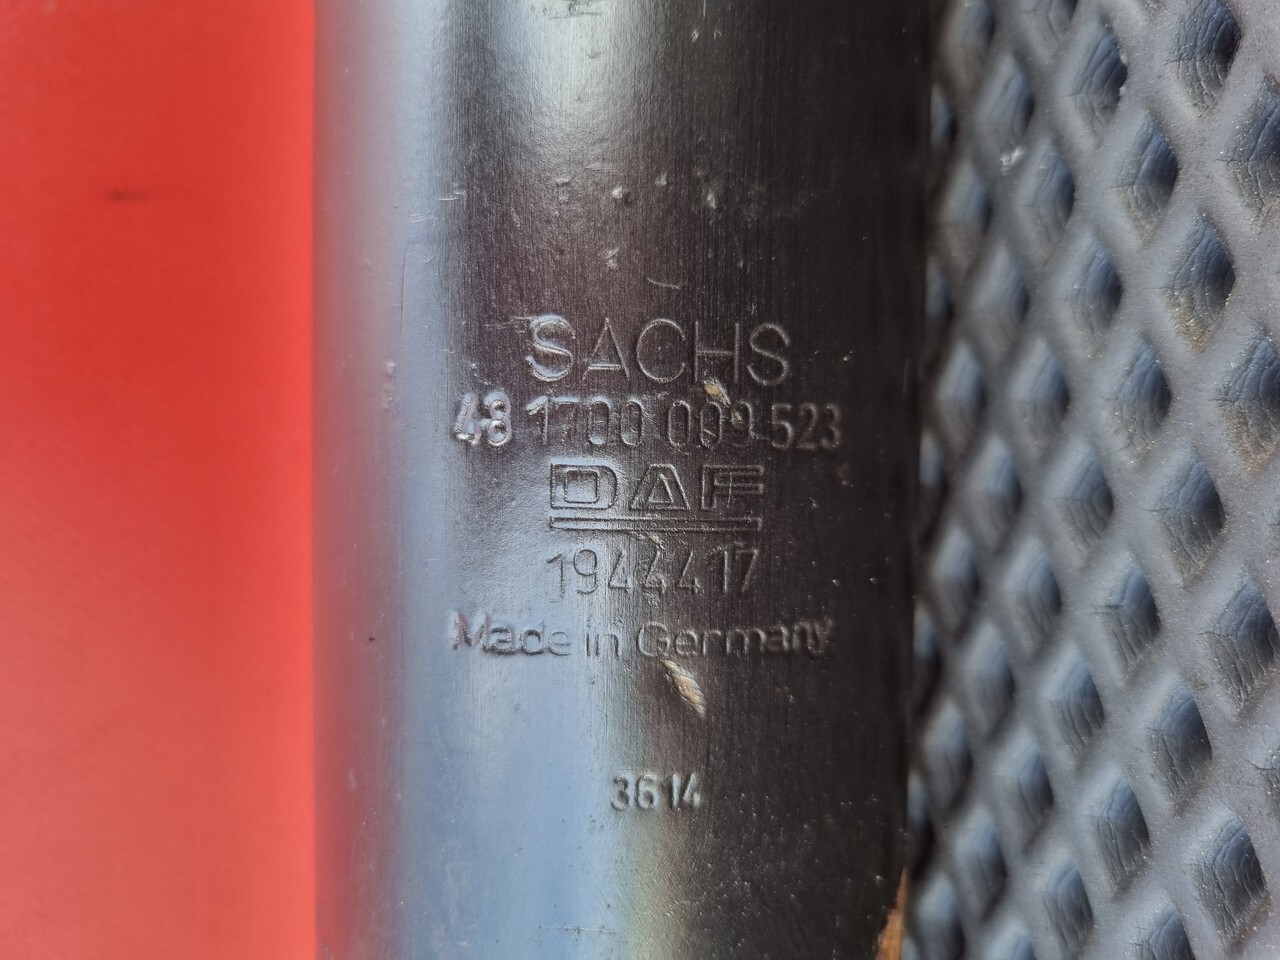 SACHS
48 1700 009 523
DAF
1944417
Made in Germany
3614